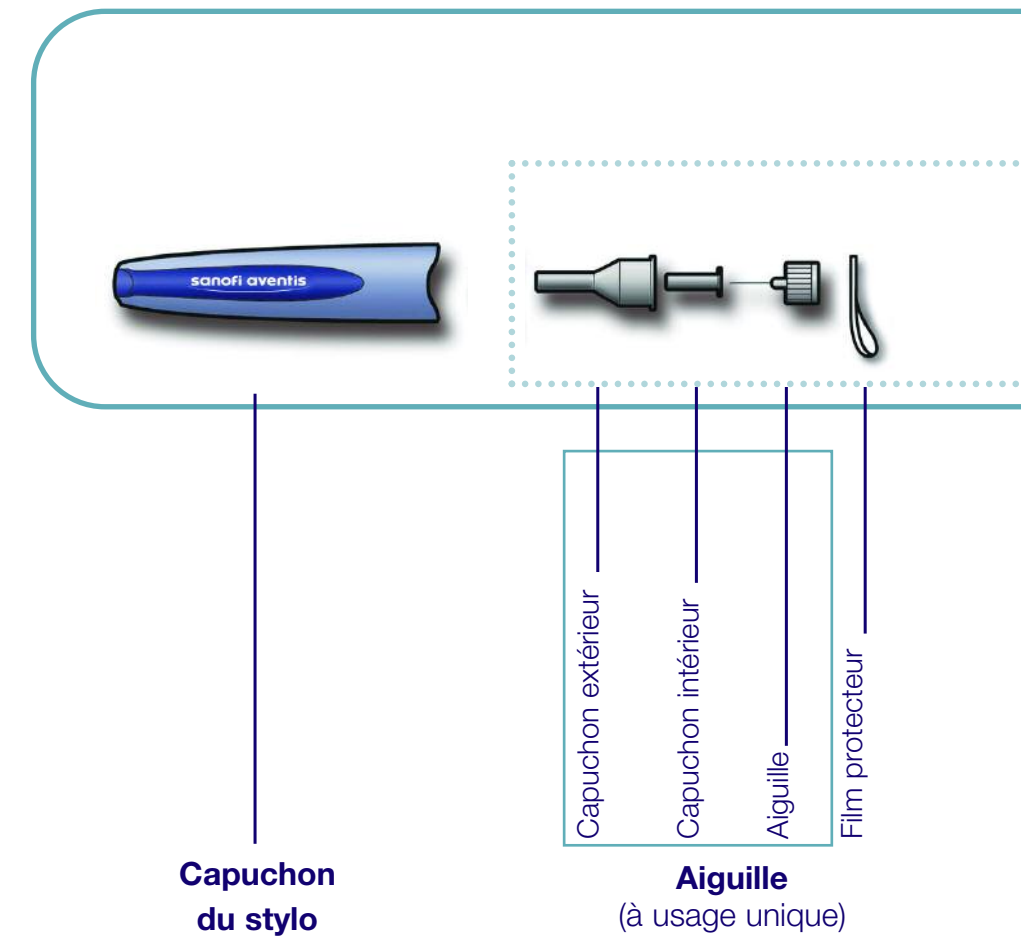 sanofi aventis
Capuchon extérieur
Capuchon intérieur
Aiguille
Film protecteur
Capuchon
du stylo
Aiguille
(à usage unique)